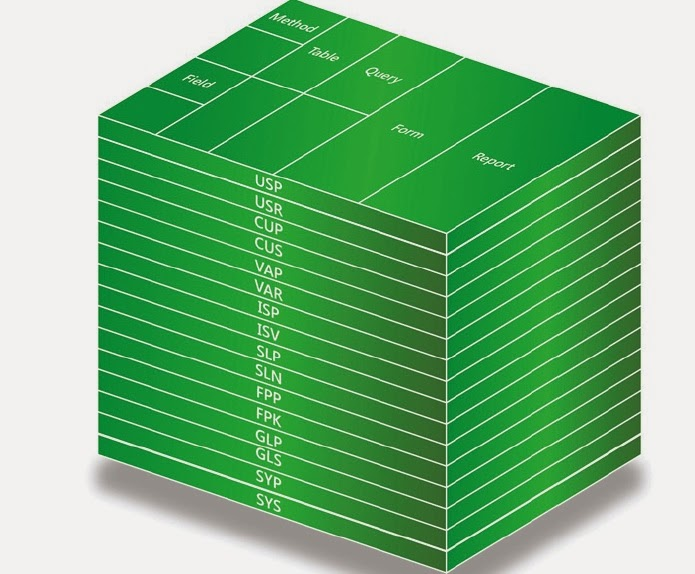 Method
Table
Query
Field
Form
Report
USP
USR
CUP
CUS
VAP
VAR
ISP
ISV
SLP
SLN
FPP
FPK
GLP
GLS
SYP
SYS